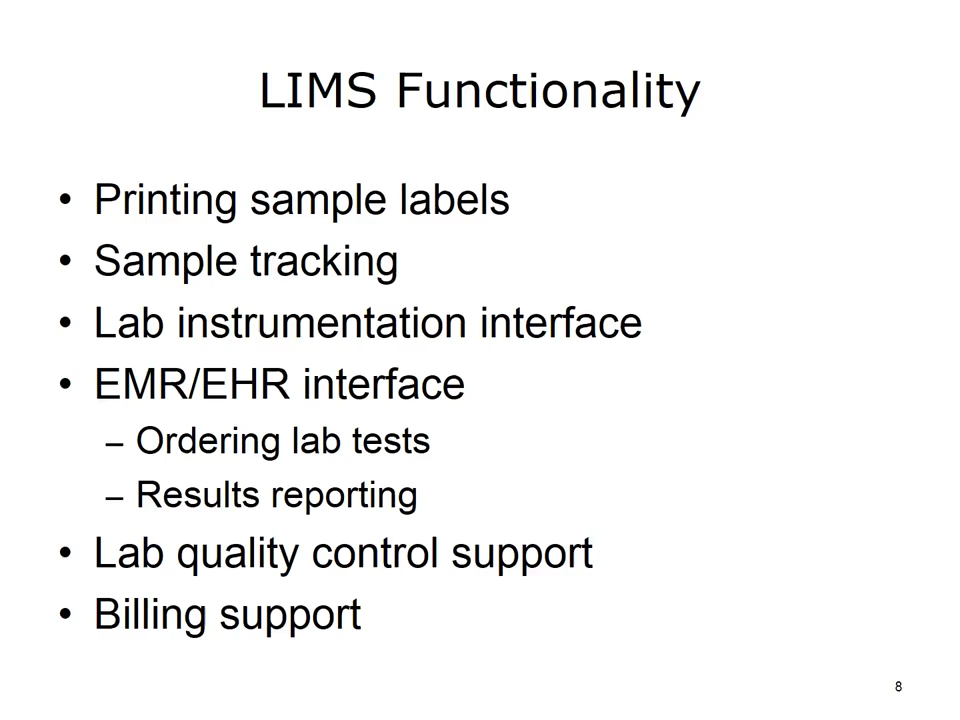 LIMS Functionality
• Printing sample labels
• Sample tracking
• Lab instrumentation interface
• EMR/EHR interface
– Ordering lab tests
– Results reporting
• Lab quality control support
• Billing support
8